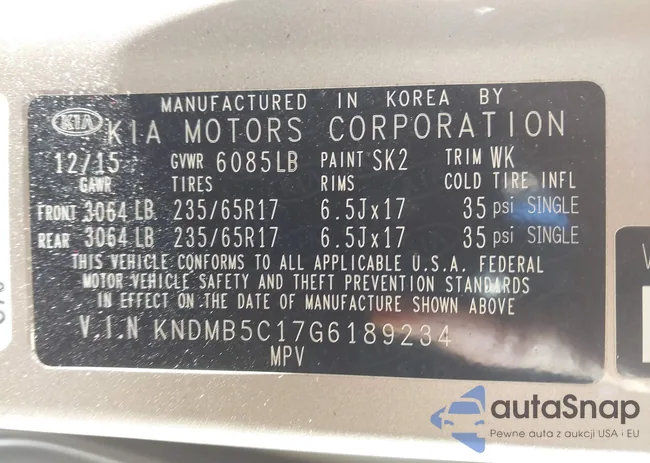 MANUFACTURED IN KOREA BY
KIA KIA MOTORS CORPORATION
12/15 GVWR 6085LB PAINT SK2 TRIM WK
GAWR TIRES RIMS COLD TIRE INFL
FRONT 3064 LB 235/65R17 6.5Jx17 35 psi SINGLE
REAR 3064 LB 235/65R17 6.5Jx17 35 psi SINGLE
THIS VEHICLE CONFORMS TO ALL APPLICABLE U.S.A. FEDERAL
MOTOR VEHICLE SAFETY AND THEFT PREVENTION STANDARDS
IN EFFECT ON THE DATE OF MANUFACTURE SHOWN ABOVE
V.I.N KNDMB5C17G6189234
MPV
autaSnap
Pewne auta z aukcji USA i EU